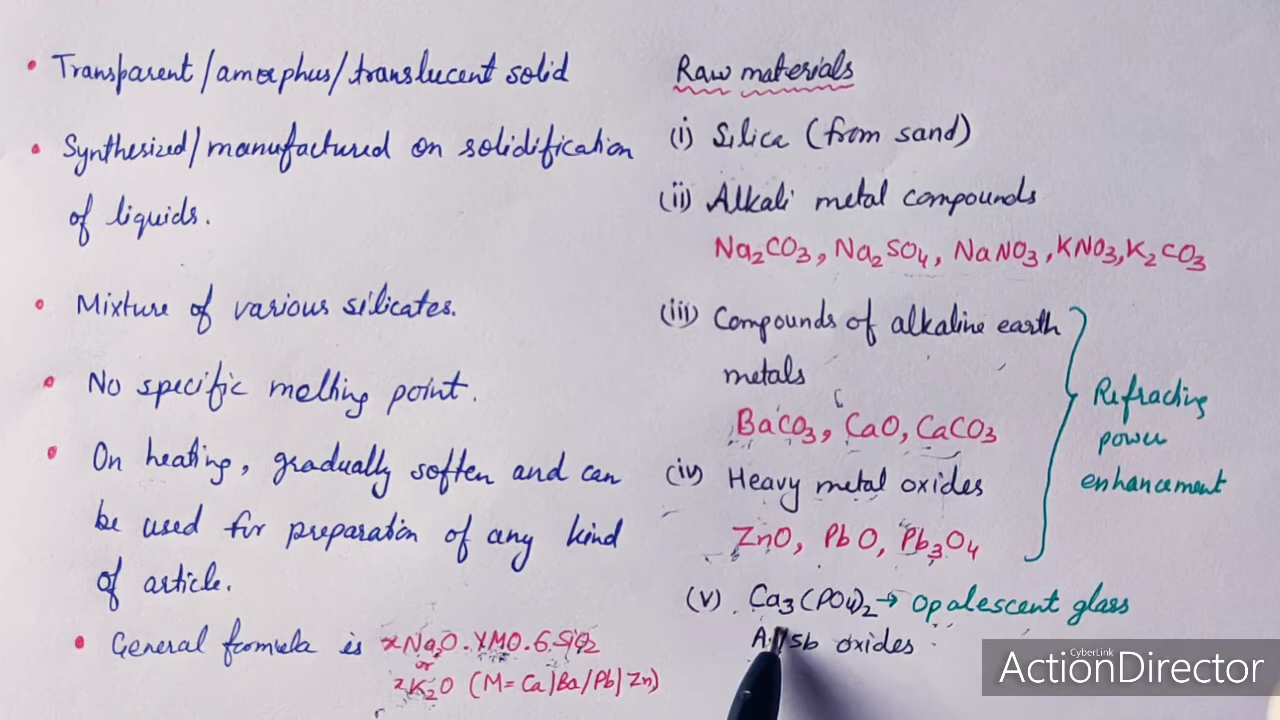 Transparent/amorphus/translucent solid
Synthesized/manufactured on solidification
of liquids.
Mixture of various silicates.
No specific melting point.
On heating, gradually soften and can
be used for preparation of any kind
of article.
General formula is xNa₂O.YMO.6SiO₂
or
zK₂O (M=Ca/Ba/Pb/Zn)
Raw materials
(i) Silica (from sand)
(ii) Alkali metal compounds
Na₂CO₃, Na₂SO₄, NaNO₃, KNO₃, K₂CO₃
(iii) Compounds of alkaline earth
metals
BaCO₃, CaO, CaCO₃
(iv) Heavy metal oxides
ZnO, PbO, Pb₃O₄
Refracting
power
enhancement
(v) Ca₃(PO₄)₂ → Opalescent glass
Sb oxides
CyberLink
ActionDirector